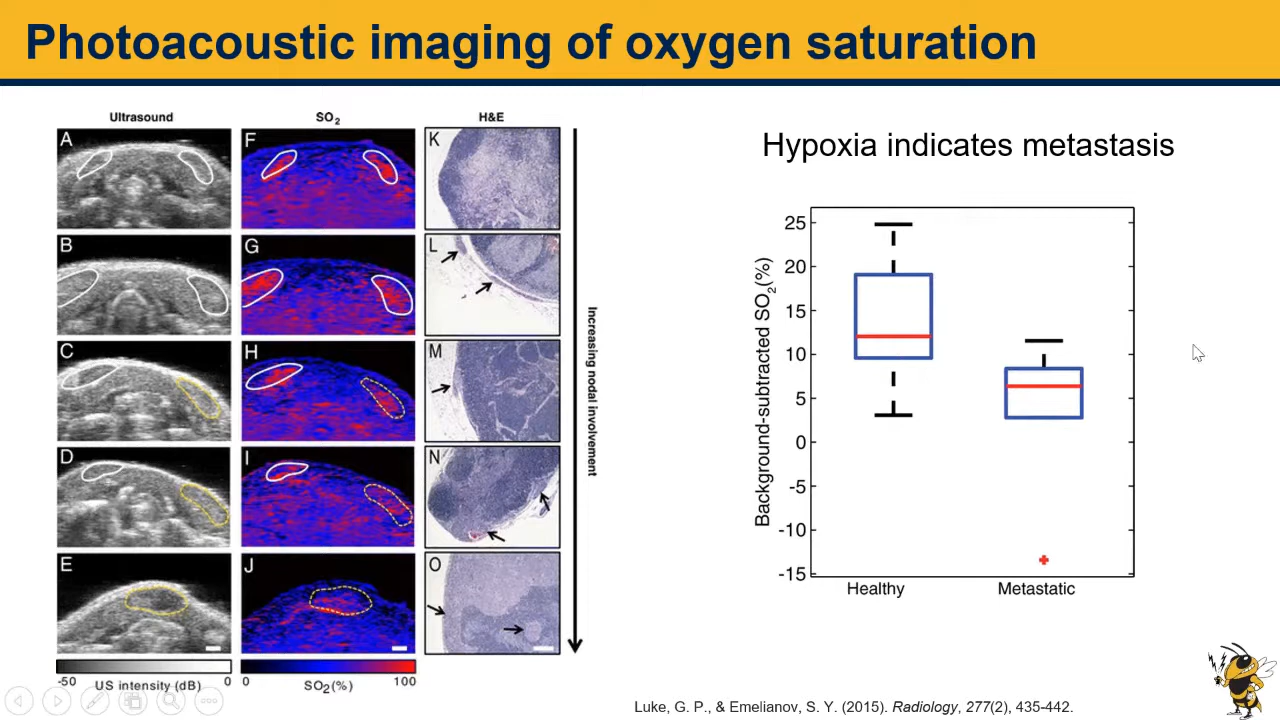 Photoacoustic imaging of oxygen saturation
Ultrasound
SO2
H&E
A
F
K
B
G
L
C
H
M
D
I
N
E
J
O
Increasing nodal involvement
-50
0
US intensity (dB)
0
100
SO2(%)
Hypoxia indicates metastasis
Background-subtracted SO2(%)
25
20
15
10
5
0
-5
-10
-15
Healthy
Metastatic
Luke, G. P., & Emelianov, S. Y. (2015). Radiology, 277(2), 435-442.